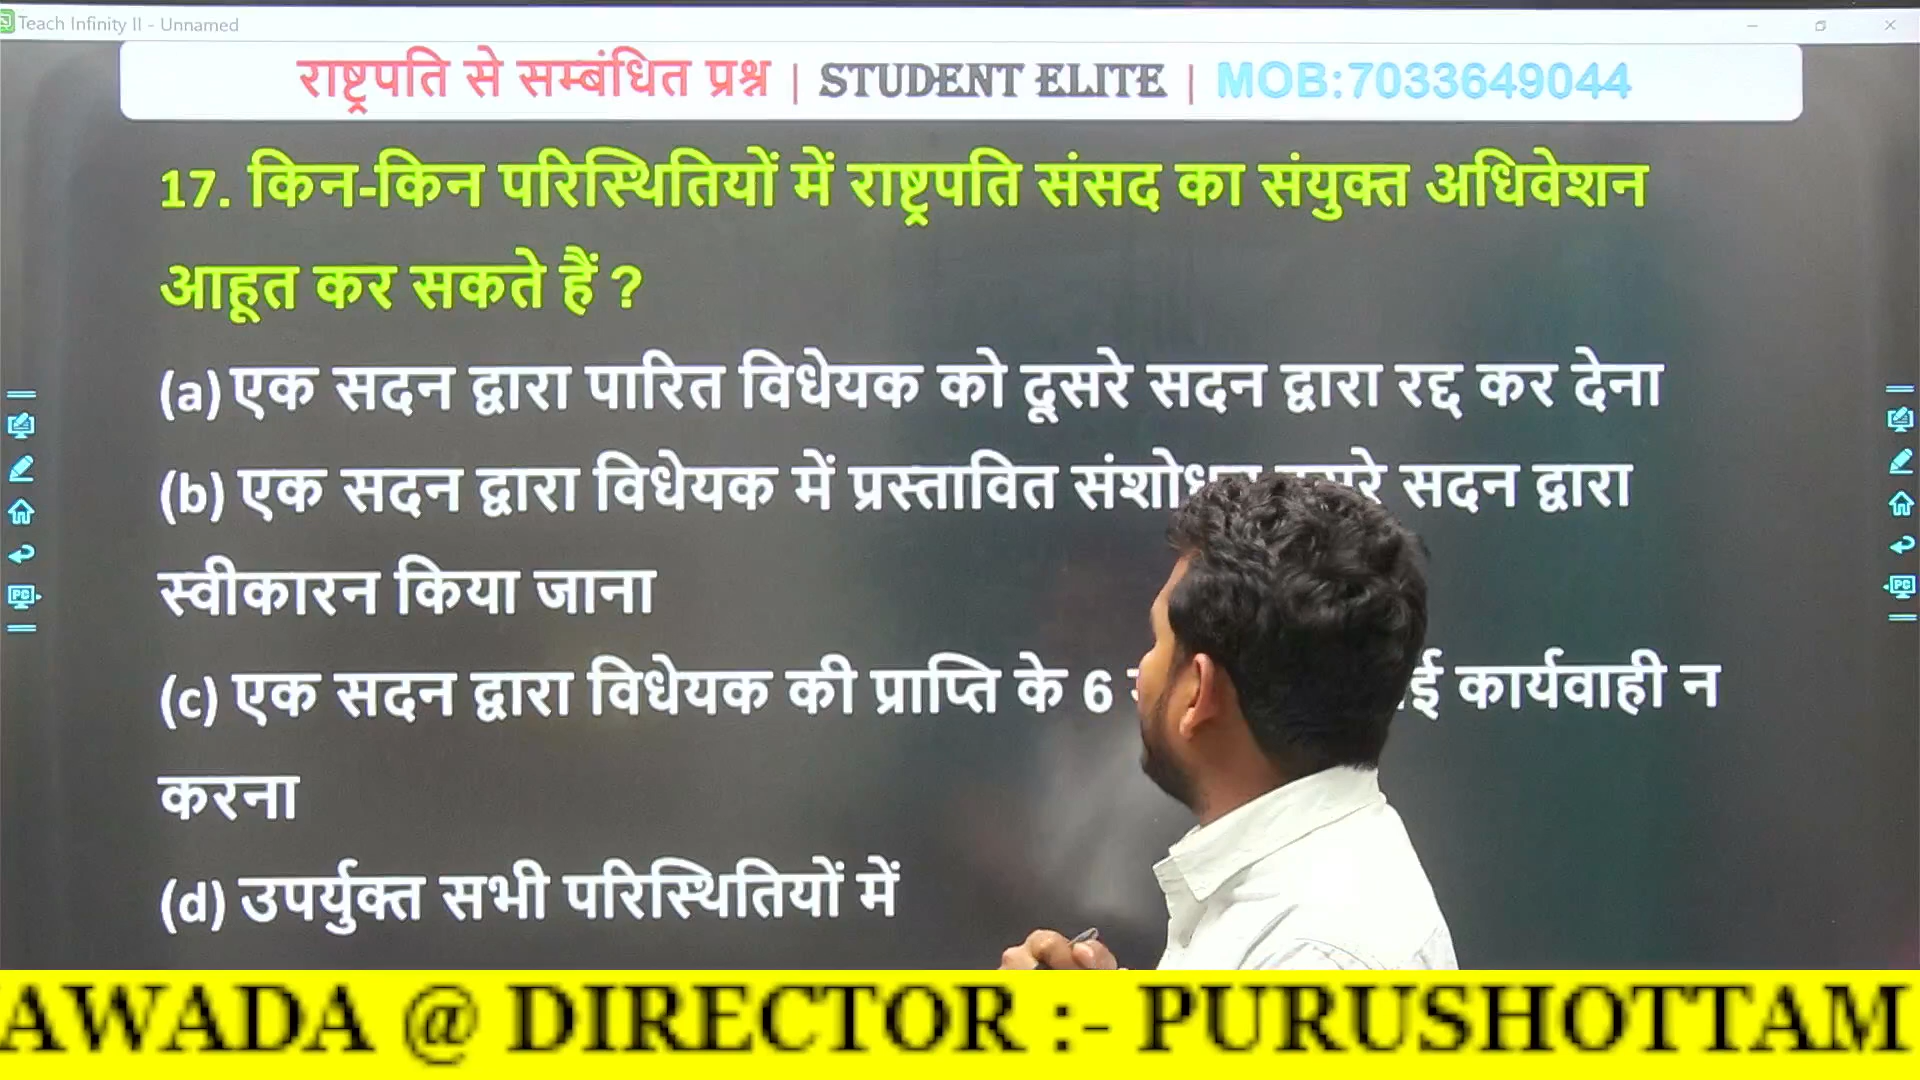 Teach Infinity II - Unnamed
राष्ट्रपति से सम्बंधित प्रश्न | STUDENT ELITE | MOB:7033649044
17. किन-किन परिस्थितियों में राष्ट्रपति संसद का संयुक्त अधिवेशन
आहूत कर सकते हैं ?
(a) एक सदन द्वारा पारित विधेयक को दूसरे सदन द्वारा रद्द कर देना
(b) एक सदन द्वारा विधेयक में प्रस्तावित सदन द्वारा
स्वीकारन किया जाना
(c) एक सदन द्वारा विधेयक की प्राप्ति के 6 कार्यवाही न
करना
(d) उपर्युक्त सभी परिस्थितियों में
PC
PC
AWADA @ DIRECTOR :- PURUSHOTTAM